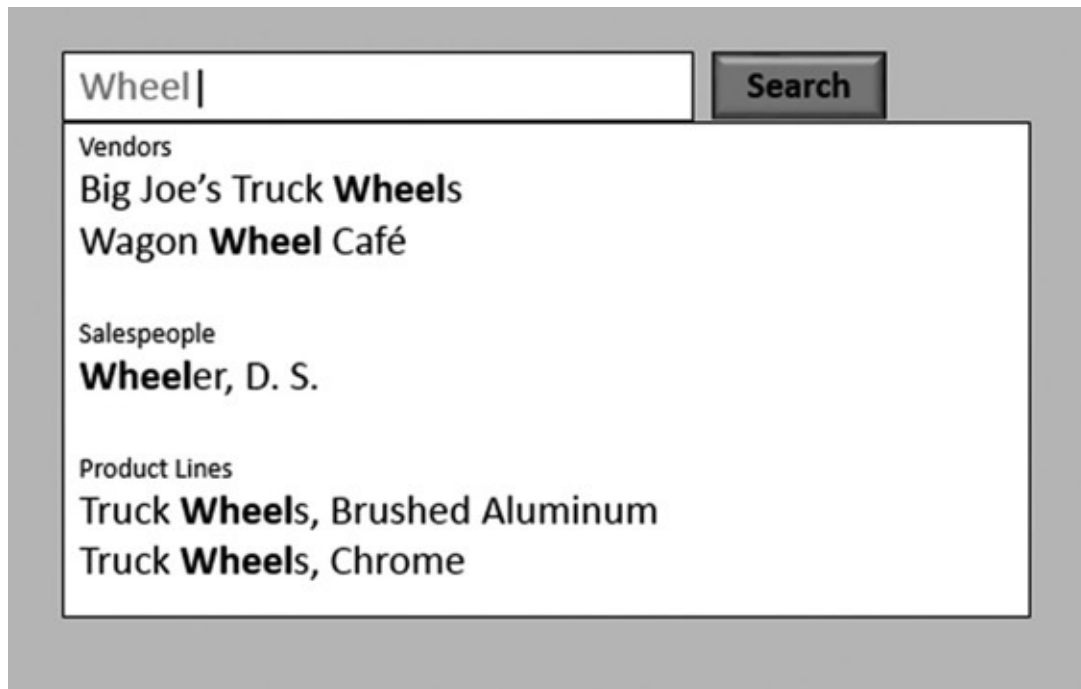 Wheel
Search
Vendors
Big Joe’s Truck Wheels
Wagon Wheel Café
Salespeople
Wheeler, D. S.
Product Lines
Truck Wheels, Brushed Aluminum
Truck Wheels, Chrome